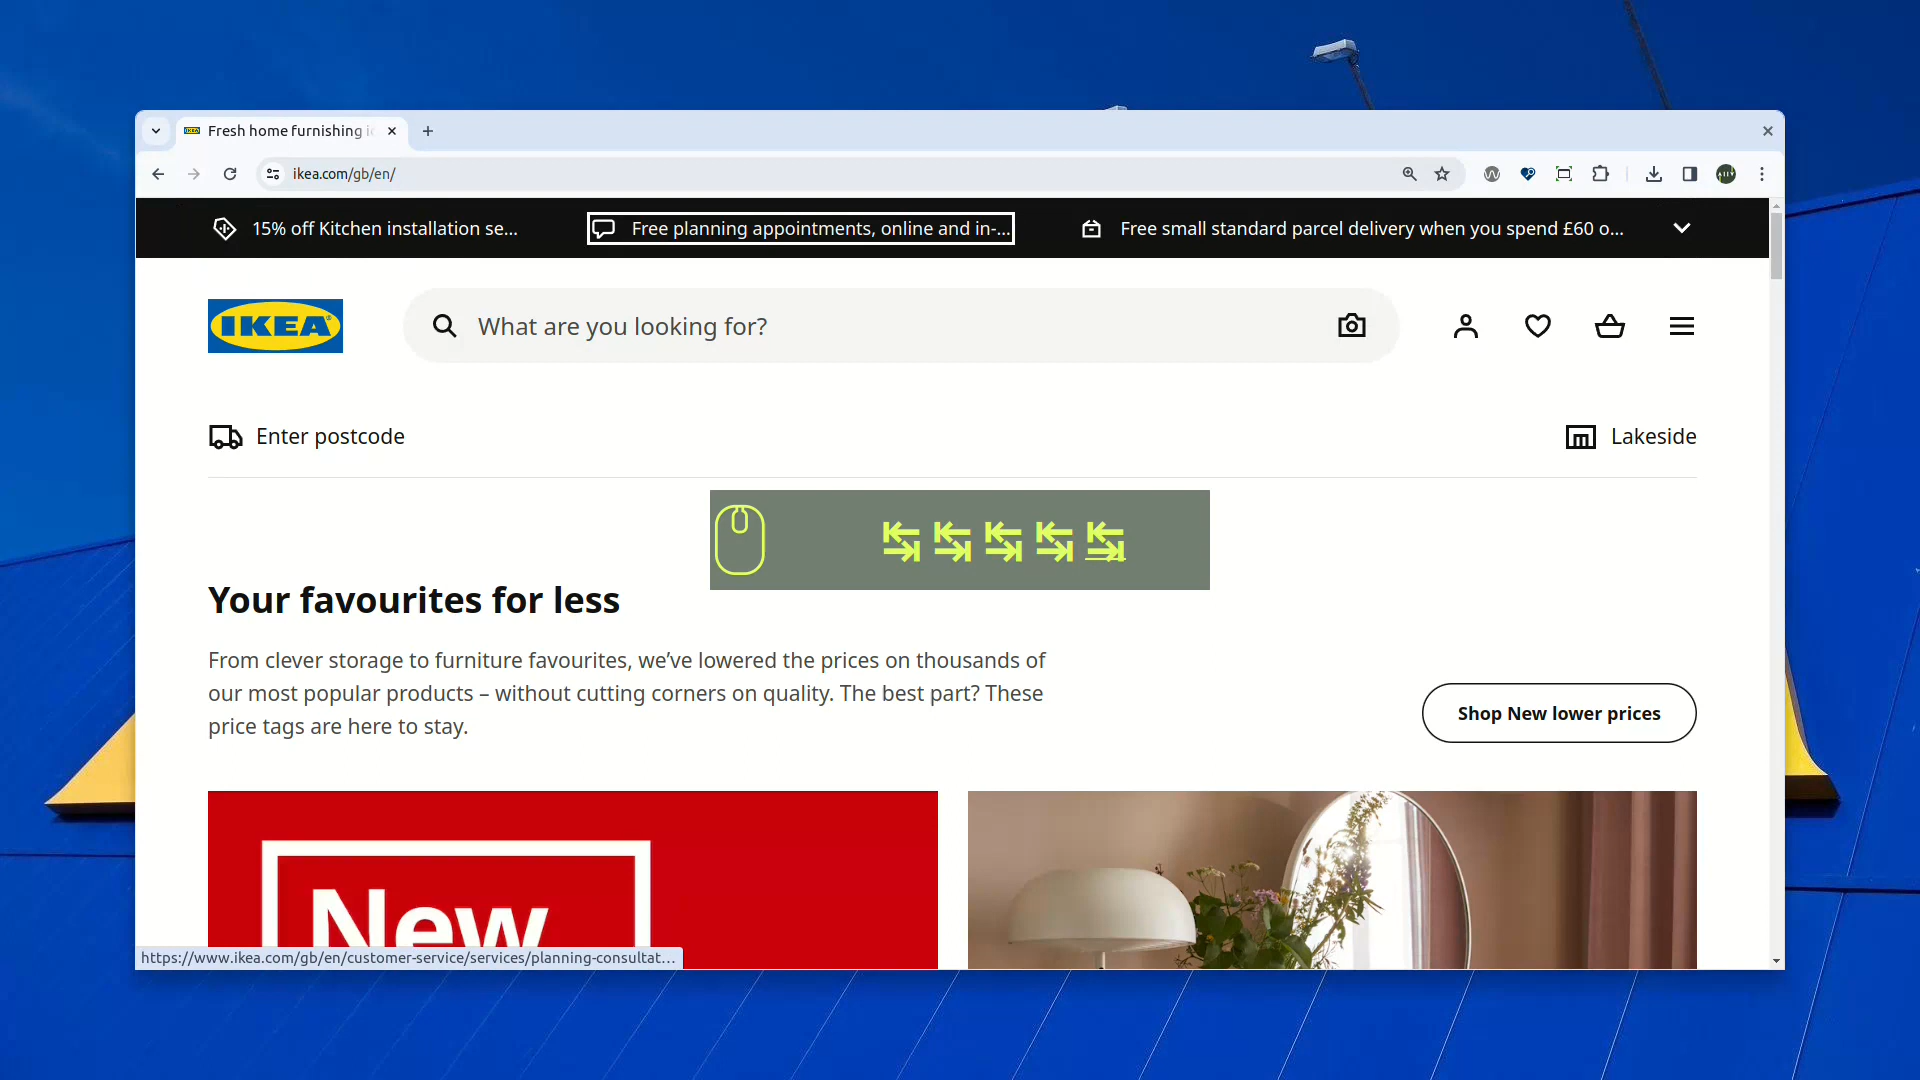 Fresh home furnishing i
ikea.com/gb/en/
15% off Kitchen installation se...
Free planning appointments, online and in-...
Free small standard parcel delivery when you spend £60 o...
IKEA
What are you looking for?
Enter postcode
Lakeside
Your favourites for less
From clever storage to furniture favourites, we’ve lowered the prices on thousands of
our most popular products – without cutting corners on quality. The best part? These
price tags are here to stay.
Shop New lower prices
New
https://www.ikea.com/gb/en/customer-service/services/planning-consultat...